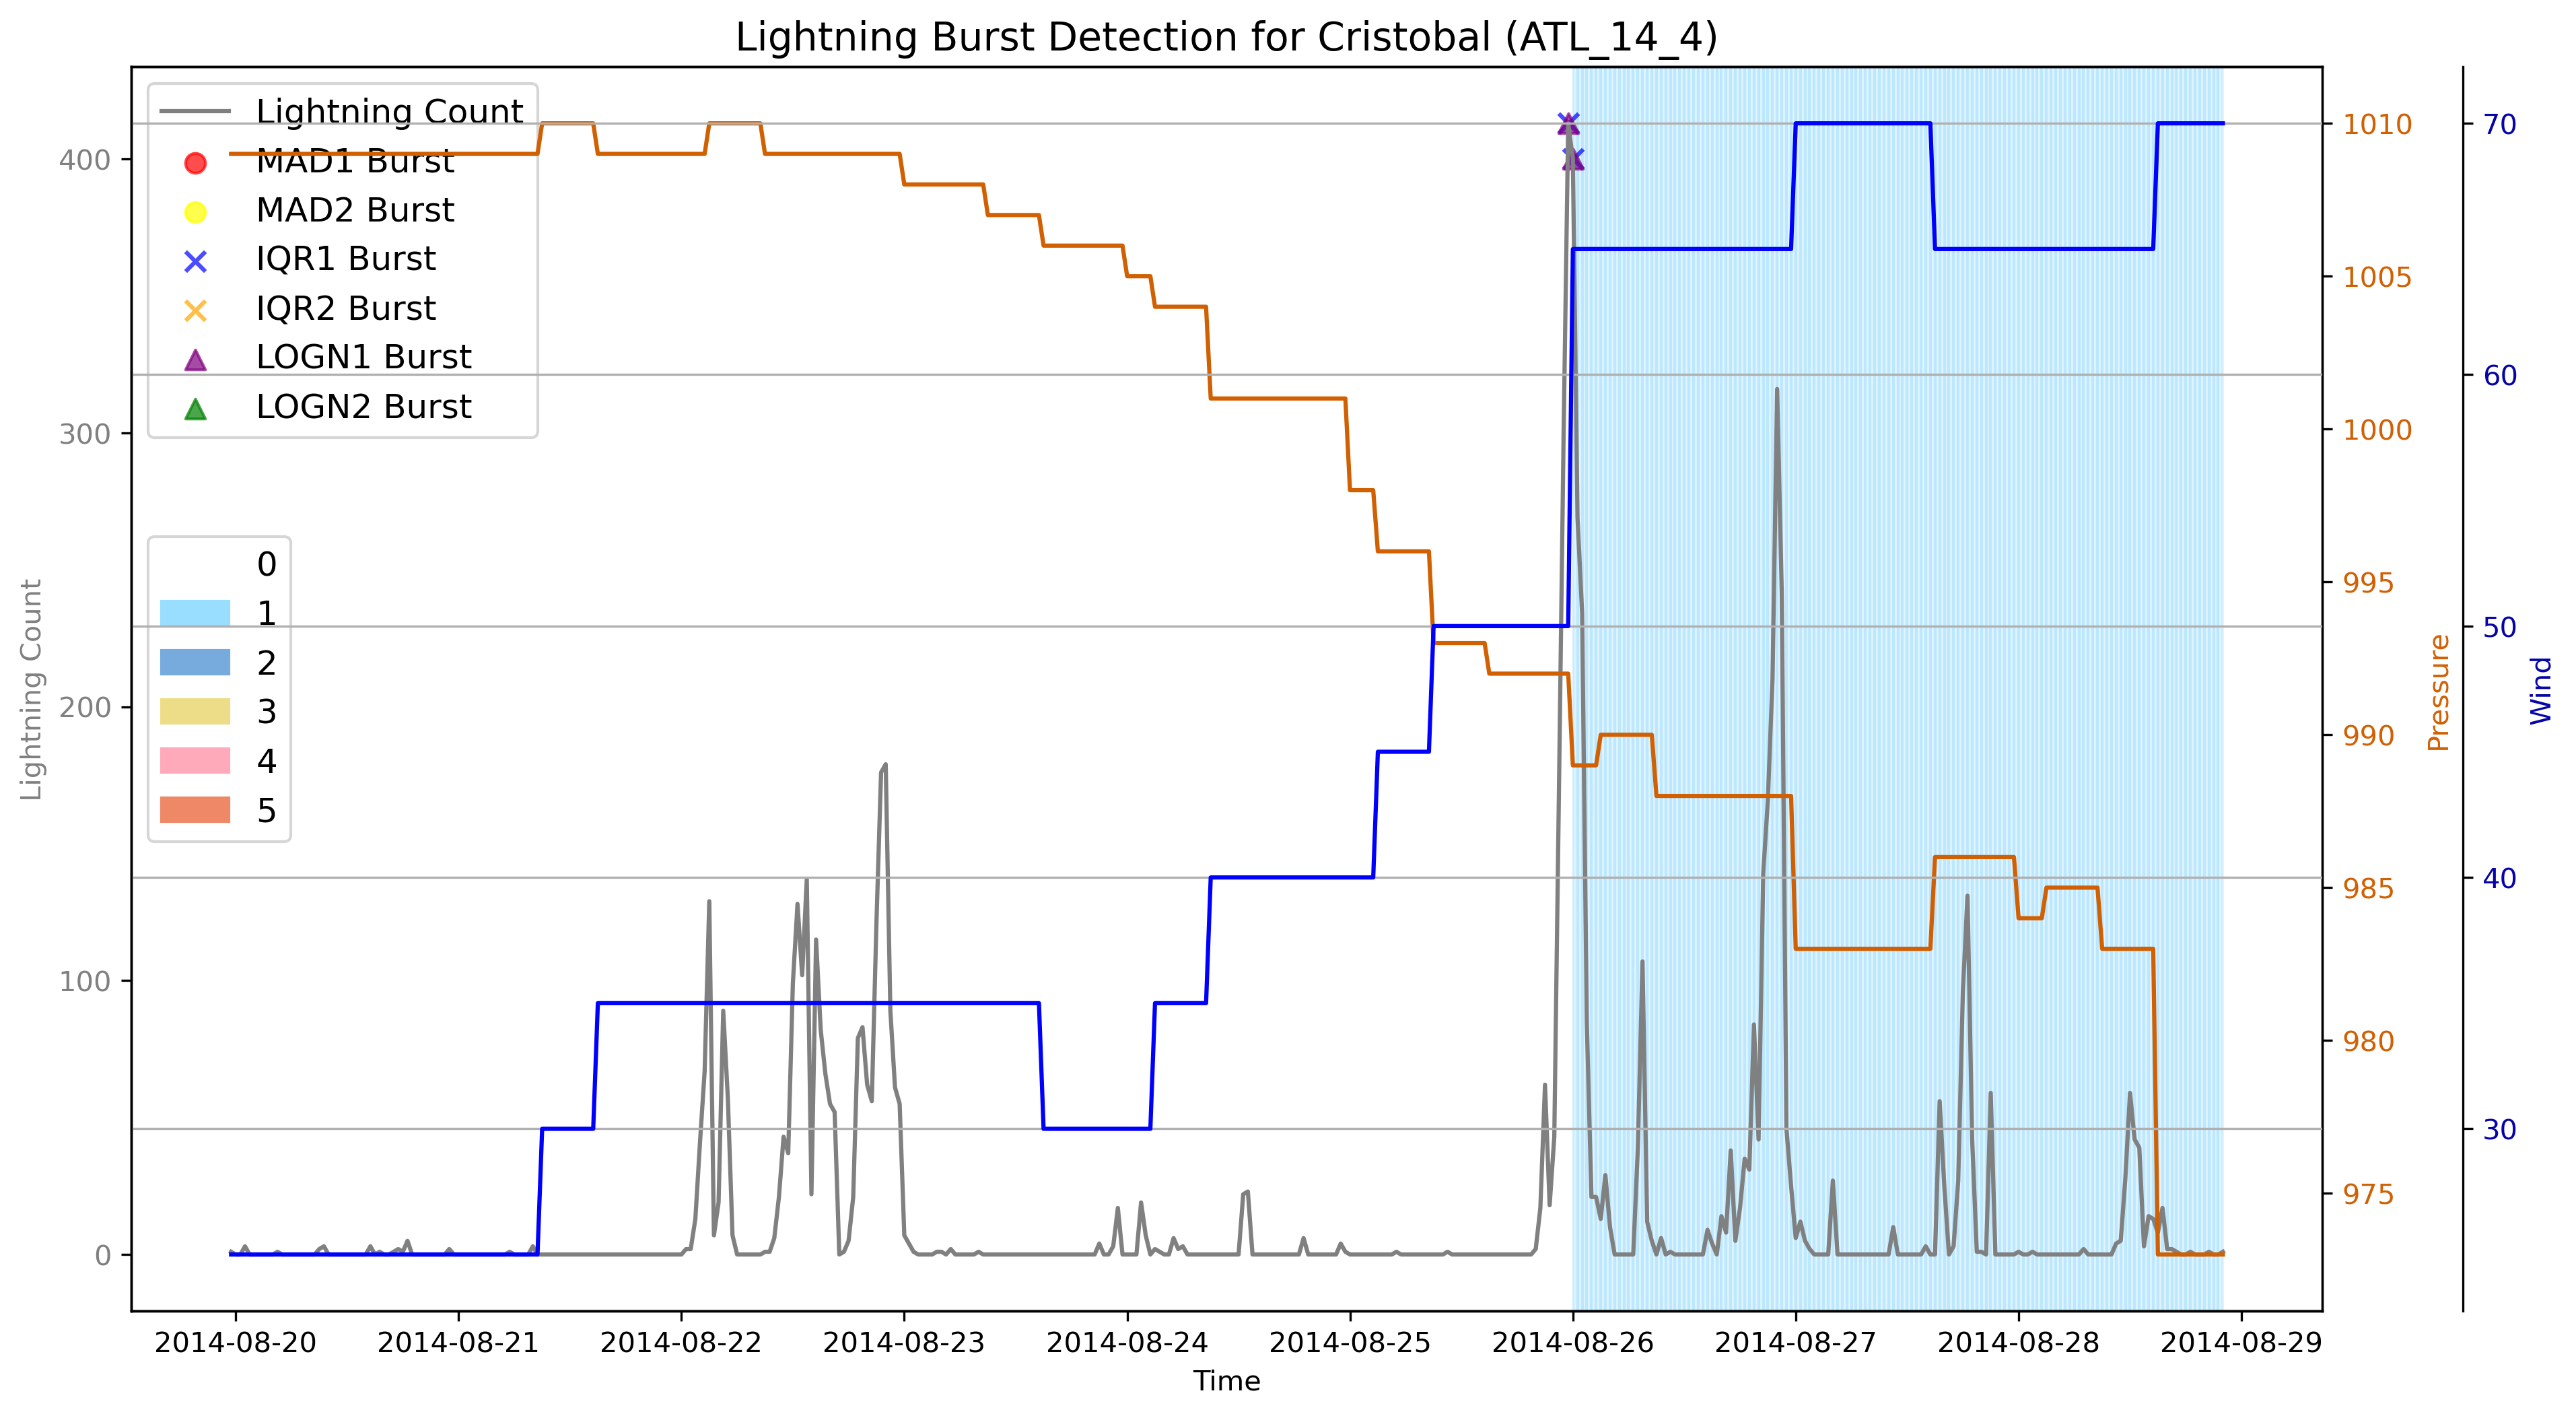 Lightning Burst Detection for Cristobal (ATL_14_4)
Lightning Count
MAD1 Burst
MAD2 Burst
IQR1 Burst
IQR2 Burst
LOGN1 Burst
LOGN2 Burst
0
1
2
3
4
5
Lightning Count
400
300
200
100
0
1010
1005
1000
995
990
985
980
975
Pressure
70
60
50
40
30
Wind
2014-08-20
2014-08-21
2014-08-22
2014-08-23
2014-08-24
2014-08-25
2014-08-26
2014-08-27
2014-08-28
2014-08-29
Time